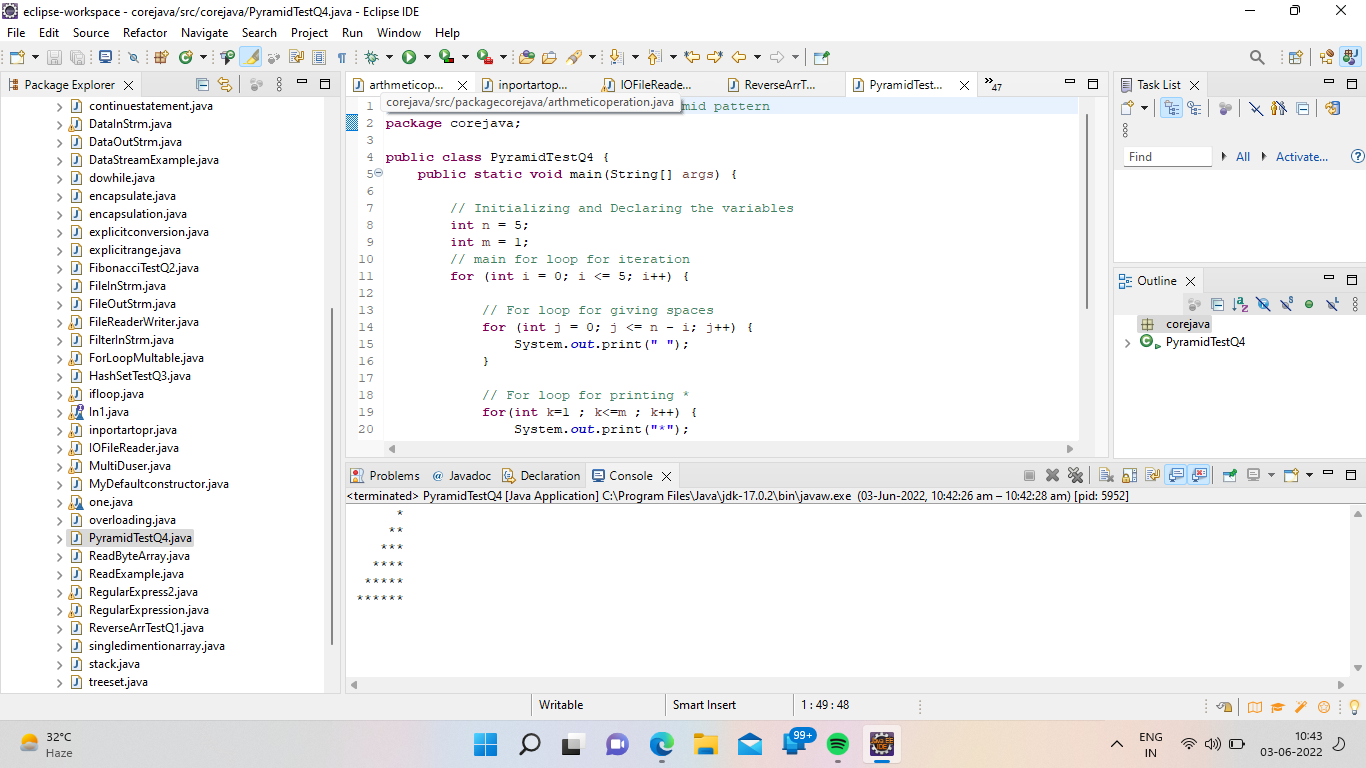 eclipse-workspace - corejava/src/corejava/PyramidTestQ4.java - Eclipse IDE
File Edit Source Refactor Navigate Search Project Run Window Help
Package Explorer
continuestatement.java
DataInStrm.java
DataOutStrm.java
DataStreamExample.java
dowhile.java
encapsulate.java
encapsulation.java
explicitconversion.java
explicitrange.java
FibonacciTestQ2.java
FileInStrm.java
FileOutStrm.java
FileReaderWriter.java
FilterInStrm.java
ForLoopMultable.java
HashSetTestQ3.java
ifloop.java
In1.java
inportartopr.java
IOFileReader.java
MultiDuser.java
MyDefaultconstructor.java
one.java
overloading.java
PyramidTestQ4.java
ReadByteArray.java
ReadExample.java
RegularExpress2.java
RegularExpression.java
ReverseArrTestQ1.java
singledimentionarray.java
stack.java
treeset.java
arthmeticop... inportartop... IOFileReade... ReverseArrT... PyramidTest... »47
corejava/src/packagecorejava/arthmeticoperation.java
1 mid pattern
2 package corejava;
3
4 public class PyramidTestQ4 {
5 public static void main(String[] args) {
6
7 // Initializing and Declaring the variables
8 int n = 5;
9 int m = 1;
10 // main for loop for iteration
11 for (int i = 0; i <= 5; i++) {
12
13 // For loop for giving spaces
14 for (int j = 0; j <= n - i; j++) {
15 System.out.print(" ");
16 }
17
18 // For loop for printing *
19 for(int k=1 ; k<=m ; k++) {
20 System.out.print("*");
Task List
Find All Activate...
Outline
corejava
PyramidTestQ4
Problems @ Javadoc Declaration Console
<terminated> PyramidTestQ4 [Java Application] C:\Program Files\Java\jdk-17.0.2\bin\javaw.exe (03-Jun-2022, 10:42:26 am – 10:42:28 am) [pid: 5952]
*
**
***
****
*****
******
Writable Smart Insert 1 : 49 : 48
32°C
Haze
99+
Java EE
IDE
ENG
IN
10:43
03-06-2022